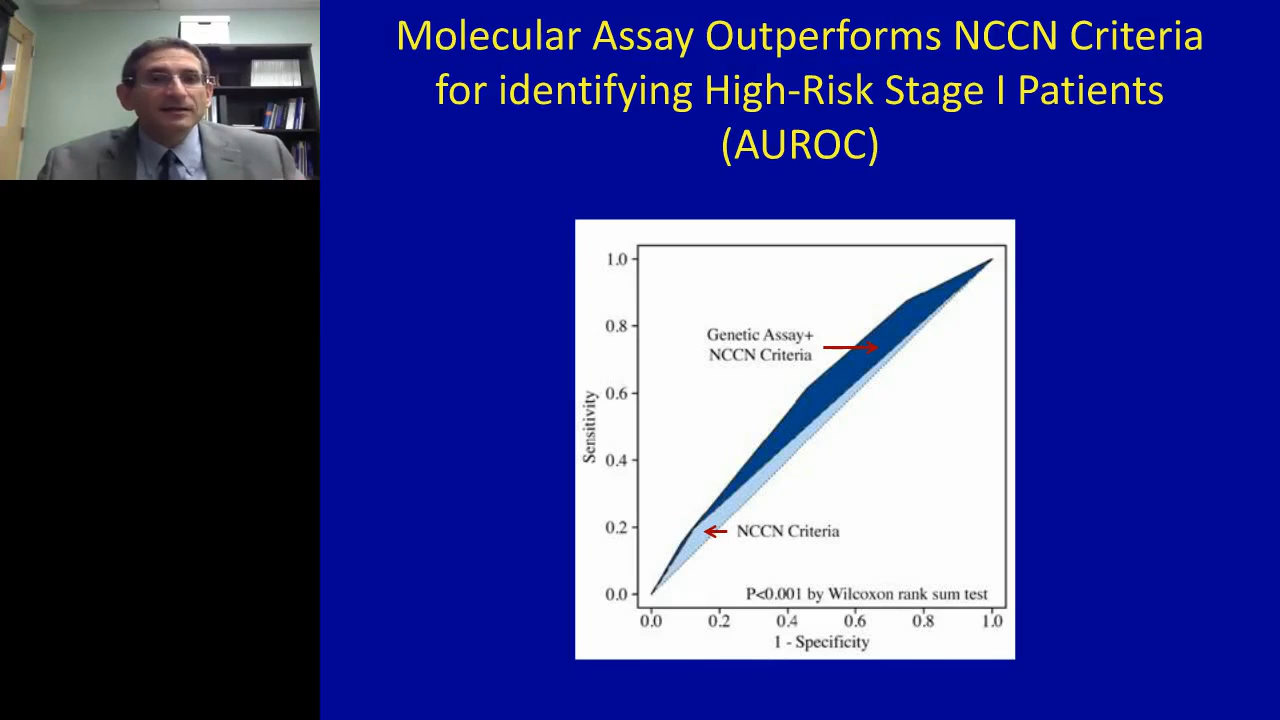 Molecular Assay Outperforms NCCN Criteria
for identifying High-Risk Stage I Patients
(AUROC)
1.0
0.8
0.6
0.4
0.2
0.0
Sensitivity
Genetic Assay+
NCCN Criteria
NCCN Criteria
P<0.001 by Wilcoxon rank sum test
0.0 0.2 0.4 0.6 0.8 1.0
1 - Specificity